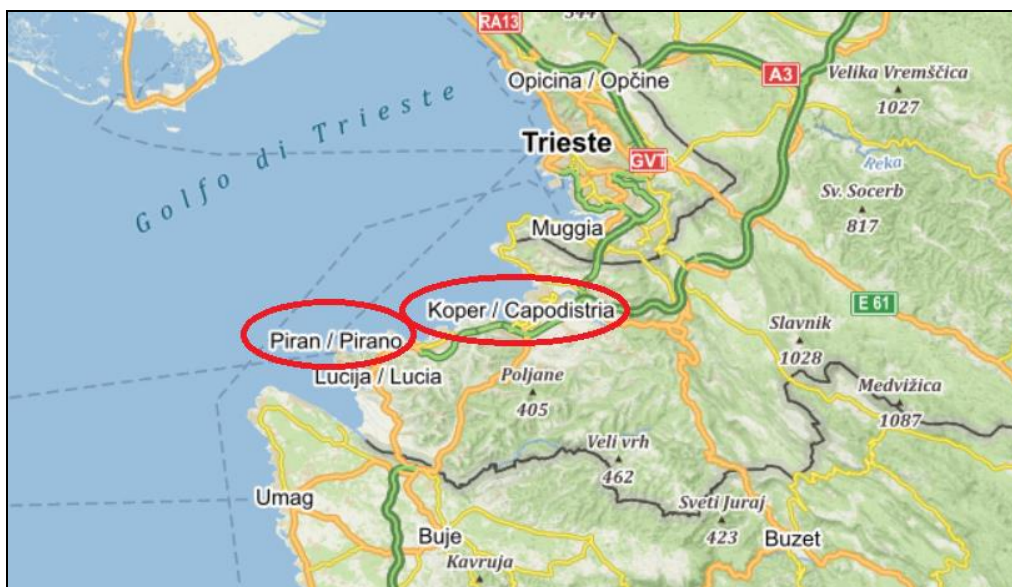 RA13
544
Opicina / Opčine
A3
Velika Vremščica
1027
Golfo di Trieste
Trieste
GVT
Reka
Sv. Socerb
817
Muggia
Koper / Capodistria
E 61
Piran / Pirano
Slavnik
1028
Lucija / Lucia
Poljane
405
Medvižica
1087
Veli vrh
462
Umag
Sveti Juraj
423
Buje
Buzet
Kavruja